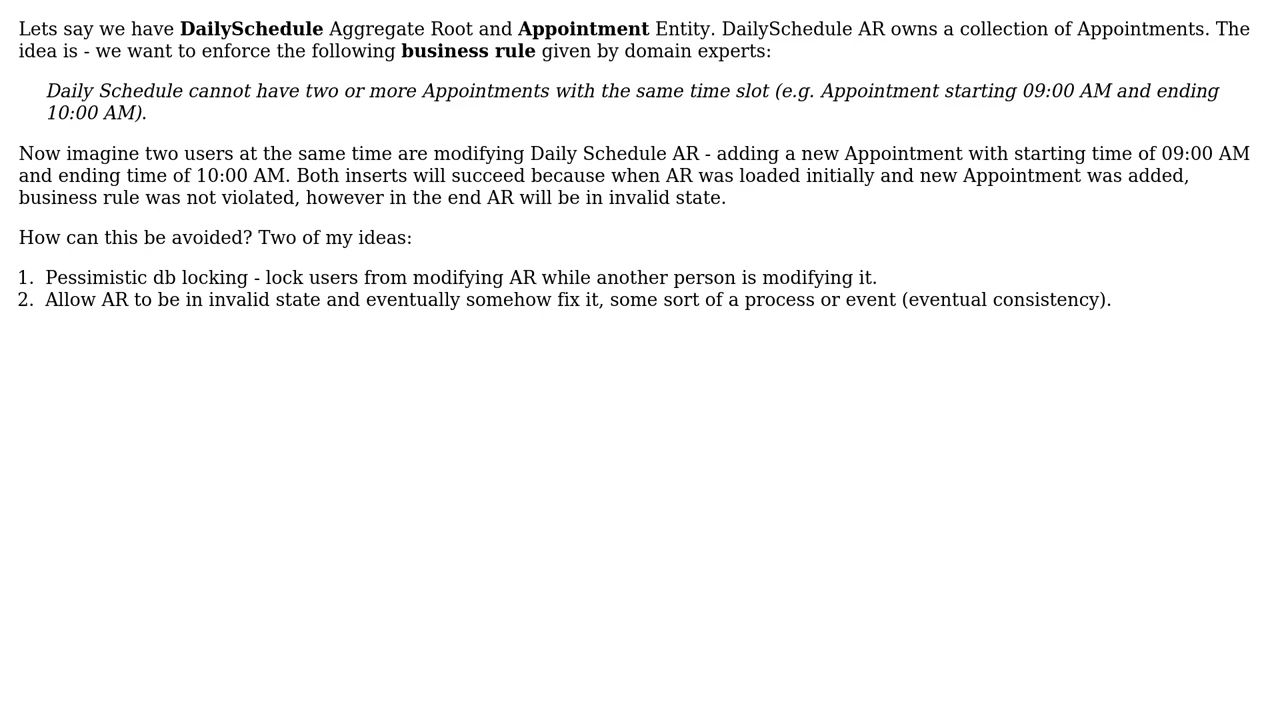 Lets say we have DailySchedule Aggregate Root and Appointment Entity. DailySchedule AR owns a collection of Appointments. The
idea is - we want to enforce the following business rule given by domain experts:
Daily Schedule cannot have two or more Appointments with the same time slot (e.g. Appointment starting 09:00 AM and ending
10:00 AM).
Now imagine two users at the same time are modifying Daily Schedule AR - adding a new Appointment with starting time of 09:00 AM
and ending time of 10:00 AM. Both inserts will succeed because when AR was loaded initially and new Appointment was added,
business rule was not violated, however in the end AR will be in invalid state.
How can this be avoided? Two of my ideas:
1. Pessimistic db locking - lock users from modifying AR while another person is modifying it.
2. Allow AR to be in invalid state and eventually somehow fix it, some sort of a process or event (eventual consistency).